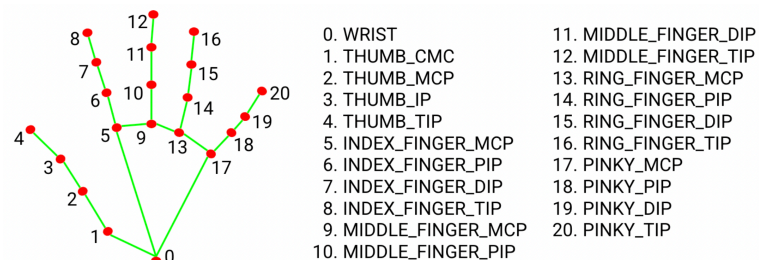 12
8
16
11
7
15
10
6
20
14
19
4
5
9
13
18
3
17
2
1
0
0. WRIST
1. THUMB_CMC
2. THUMB_MCP
3. THUMB_IP
4. THUMB_TIP
5. INDEX_FINGER_MCP
6. INDEX_FINGER_PIP
7. INDEX_FINGER_DIP
8. INDEX_FINGER_TIP
9. MIDDLE_FINGER_MCP
10. MIDDLE_FINGER_PIP
11. MIDDLE_FINGER_DIP
12. MIDDLE_FINGER_TIP
13. RING_FINGER_MCP
14. RING_FINGER_PIP
15. RING_FINGER_DIP
16. RING_FINGER_TIP
17. PINKY_MCP
18. PINKY_PIP
19. PINKY_DIP
20. PINKY_TIP